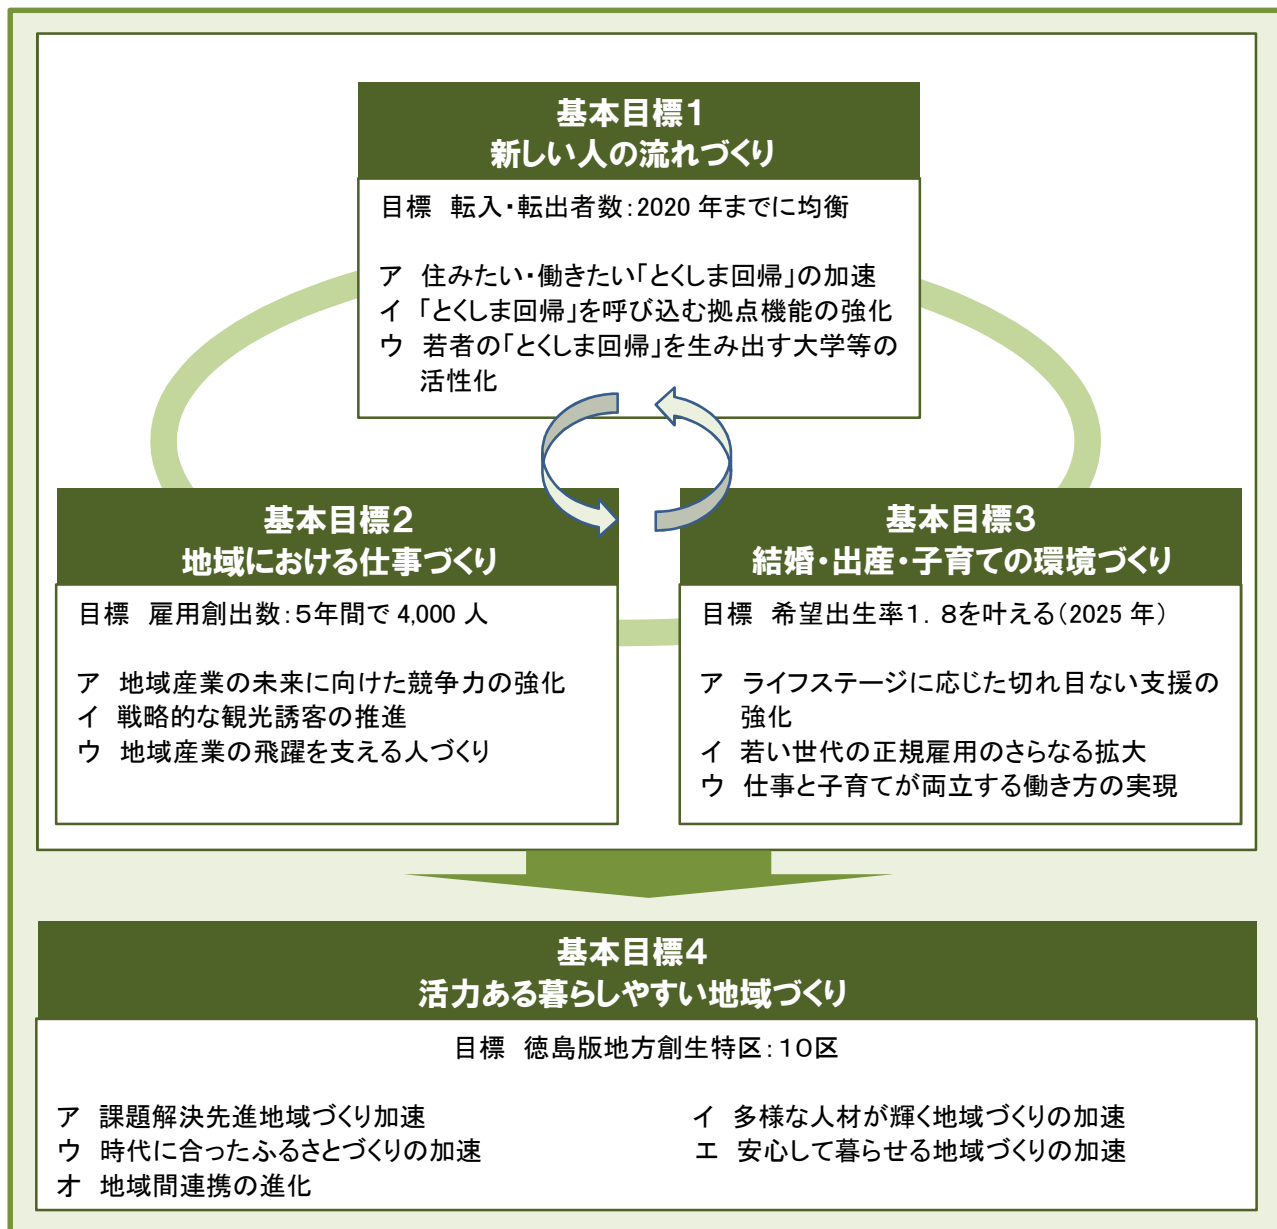 基本目標１
新しい人の流れづくり
目標　転入・転出者数：2020 年までに均衡
ア　住みたい・働きたい「とくしま回帰」の加速
イ　「とくしま回帰」を呼び込む拠点機能の強化
ウ　若者の「とくしま回帰」を生み出す大学等の
活性化
基本目標２
地域における仕事づくり
目標　雇用創出数：５年間で 4,000 人
ア　地域産業の未来に向けた競争力の強化
イ　戦略的な観光誘客の推進
ウ　地域産業の飛躍を支える人づくり
基本目標３
結婚・出産・子育ての環境づくり
目標　希望出生率１．８を叶える（2025 年）
ア　ライフステージに応じた切れ目ない支援の
強化
イ　若い世代の正規雇用のさらなる拡大
ウ　仕事と子育てが両立する働き方の実現
基本目標４
活力ある暮らしやすい地域づくり
目標　徳島版地方創生特区：１０区
ア　課題解決先進地域づくり加速
イ　多様な人材が輝く地域づくりの加速
ウ　時代に合ったふるさとづくりの加速
エ　安心して暮らせる地域づくりの加速
オ　地域間連携の進化